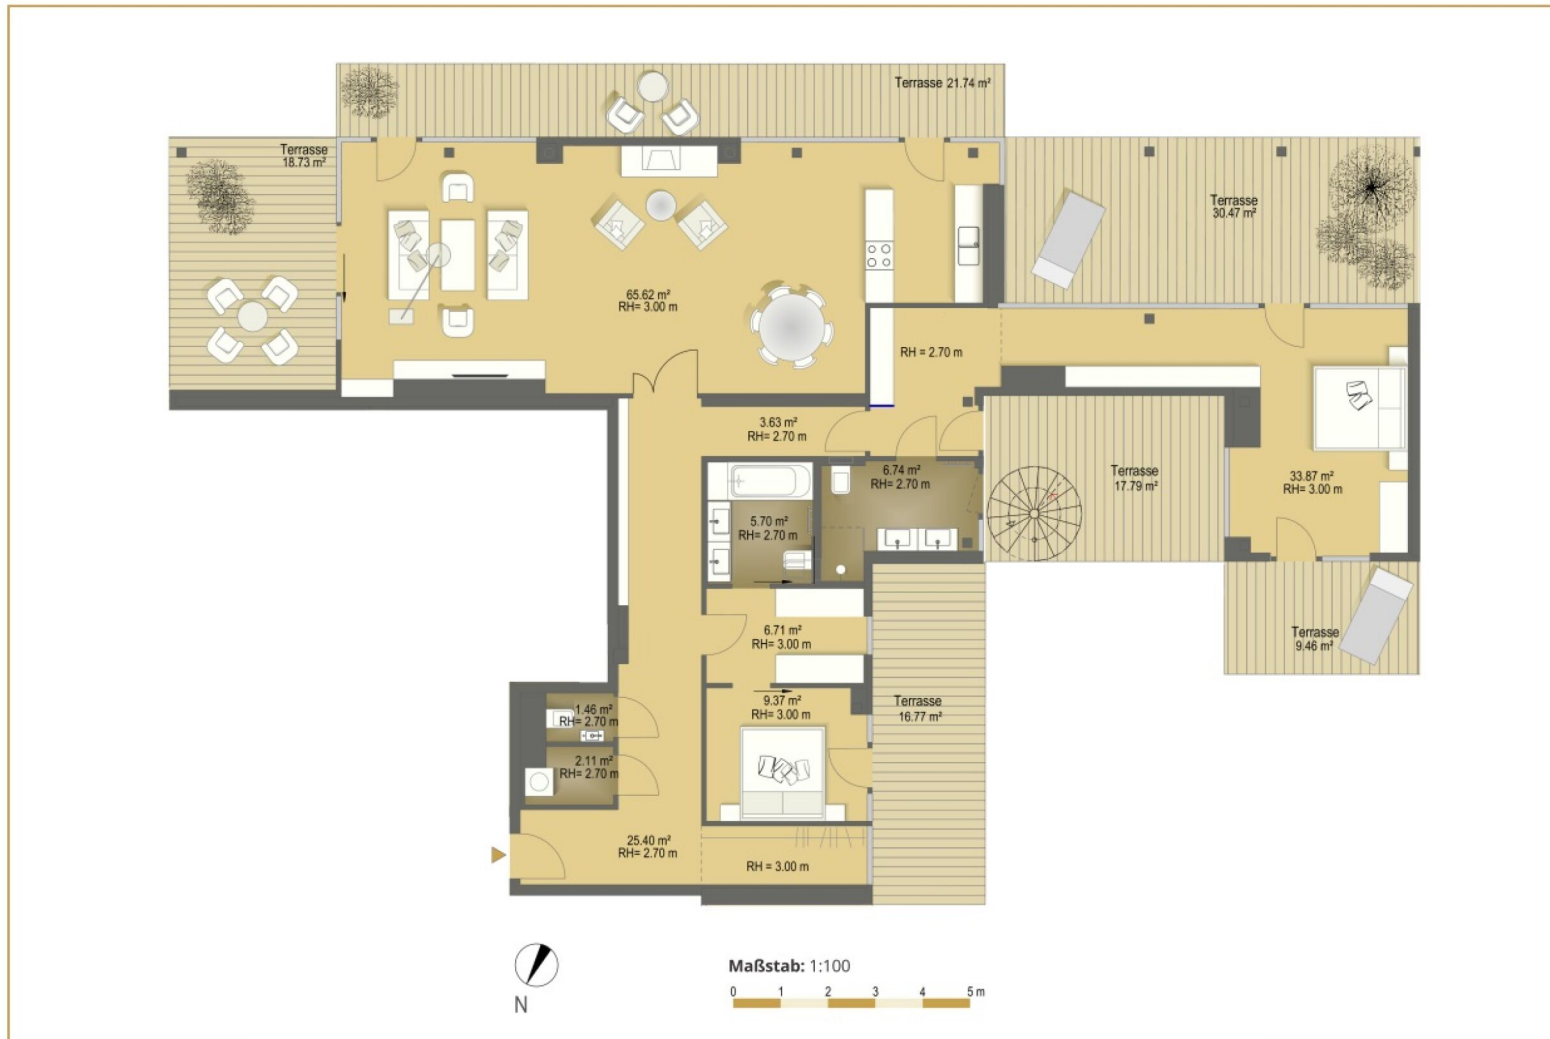 Terrasse 21.74 m²
Terrasse
18.73 m²
Terrasse
30.47 m²
65.62 m²
RH= 3.00 m
RH = 2.70 m
3.63 m²
RH= 2.70 m
6.74 m²
RH= 2.70 m
Terrasse
17.79 m²
33.87 m²
RH= 3.00 m
5.70 m²
RH= 2.70 m
6.71 m²
RH= 3.00 m
Terrasse
9.46 m²
9.37 m²
RH= 3.00 m
Terrasse
16.77 m²
1.46 m²
RH= 2.70 m
2.11 m²
RH= 2.70 m
25.40 m²
RH= 2.70 m
RH = 3.00 m
N
Maßstab: 1:100
0 1 2 3 4 5 m